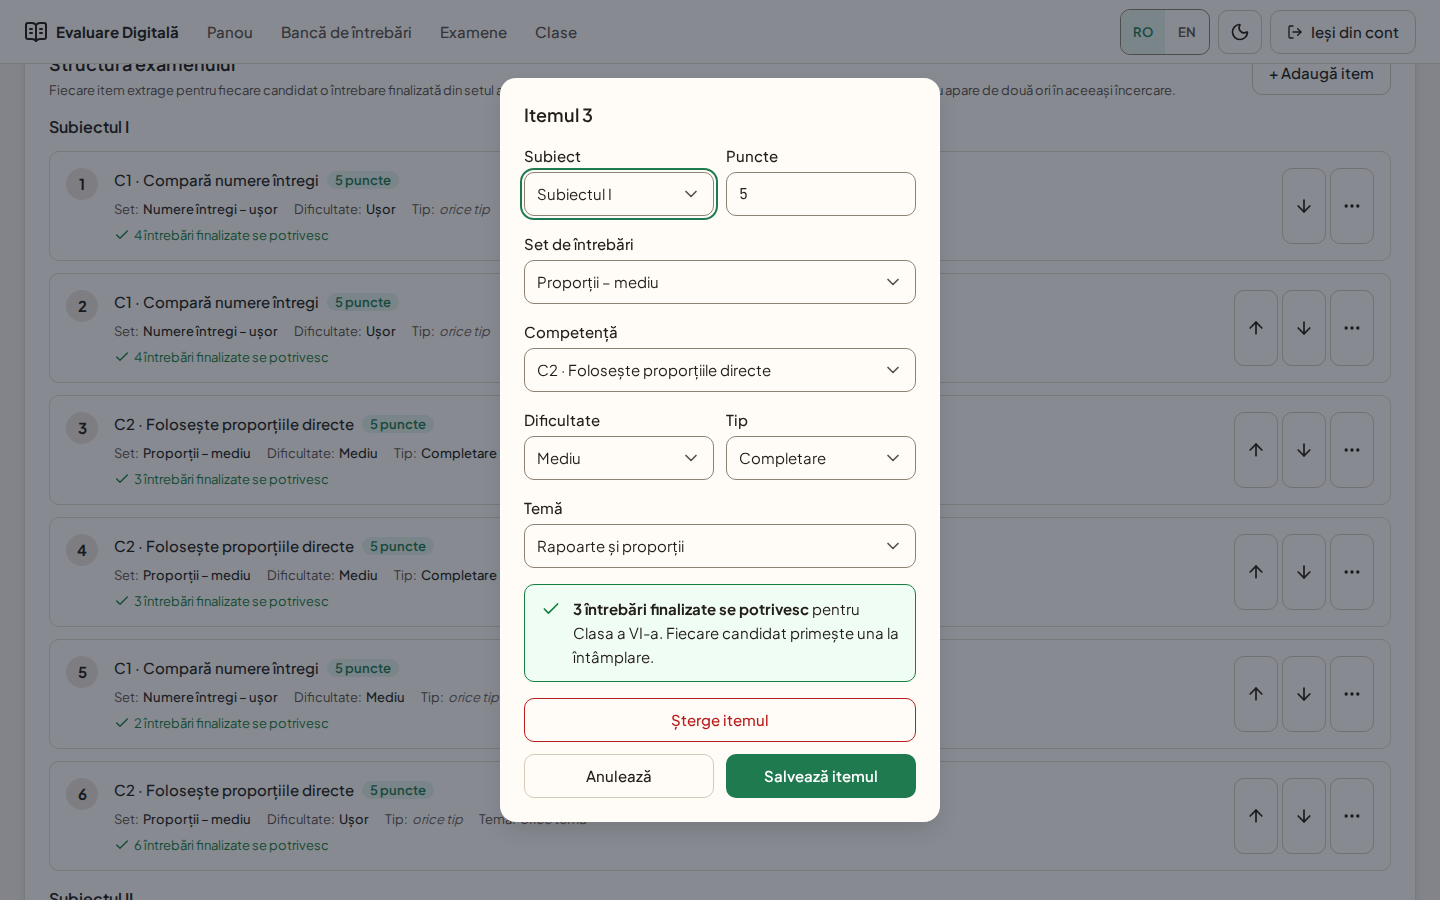 Evaluare Digitală
Panou
Bancă de întrebări
Examene
Clase
RO
EN
Ieși din cont
Structura examenului
+ Adaugă item
Fiecare item extrage pentru fiecare candidat o întrebare finalizată din setul
apare de două ori în aceeași încercare.
Subiectul I
1
C1 · Compară numere întregi
5 puncte
Set: Numere întregi – ușor
Dificultate: Ușor
Tip: orice tip
4 întrebări finalizate se potrivesc
2
C1 · Compară numere întregi
5 puncte
Set: Numere întregi – ușor
Dificultate: Ușor
Tip: orice tip
4 întrebări finalizate se potrivesc
3
C2 · Folosește proporțiile directe
5 puncte
Set: Proporții – mediu
Dificultate: Mediu
Tip: Completare
3 întrebări finalizate se potrivesc
4
C2 · Folosește proporțiile directe
5 puncte
Set: Proporții – mediu
Dificultate: Mediu
Tip: Completare
3 întrebări finalizate se potrivesc
5
C1 · Compară numere întregi
5 puncte
Set: Numere întregi – ușor
Dificultate: Mediu
Tip: orice tip
2 întrebări finalizate se potrivesc
6
C2 · Folosește proporțiile directe
5 puncte
Set: Proporții – mediu
Dificultate: Ușor
Tip: orice tip
Temă: orice temă
6 întrebări finalizate se potrivesc
Subiectul II
Itemul 3
Subiect
Puncte
Subiectul I
5
Set de întrebări
Proporții – mediu
Competență
C2 · Folosește proporțiile directe
Dificultate
Tip
Mediu
Completare
Temă
Rapoarte și proporții
3 întrebări finalizate se potrivesc pentru
Clasa a VI-a. Fiecare candidat primește una la
întâmplare.
Șterge itemul
Anulează
Salvează itemul